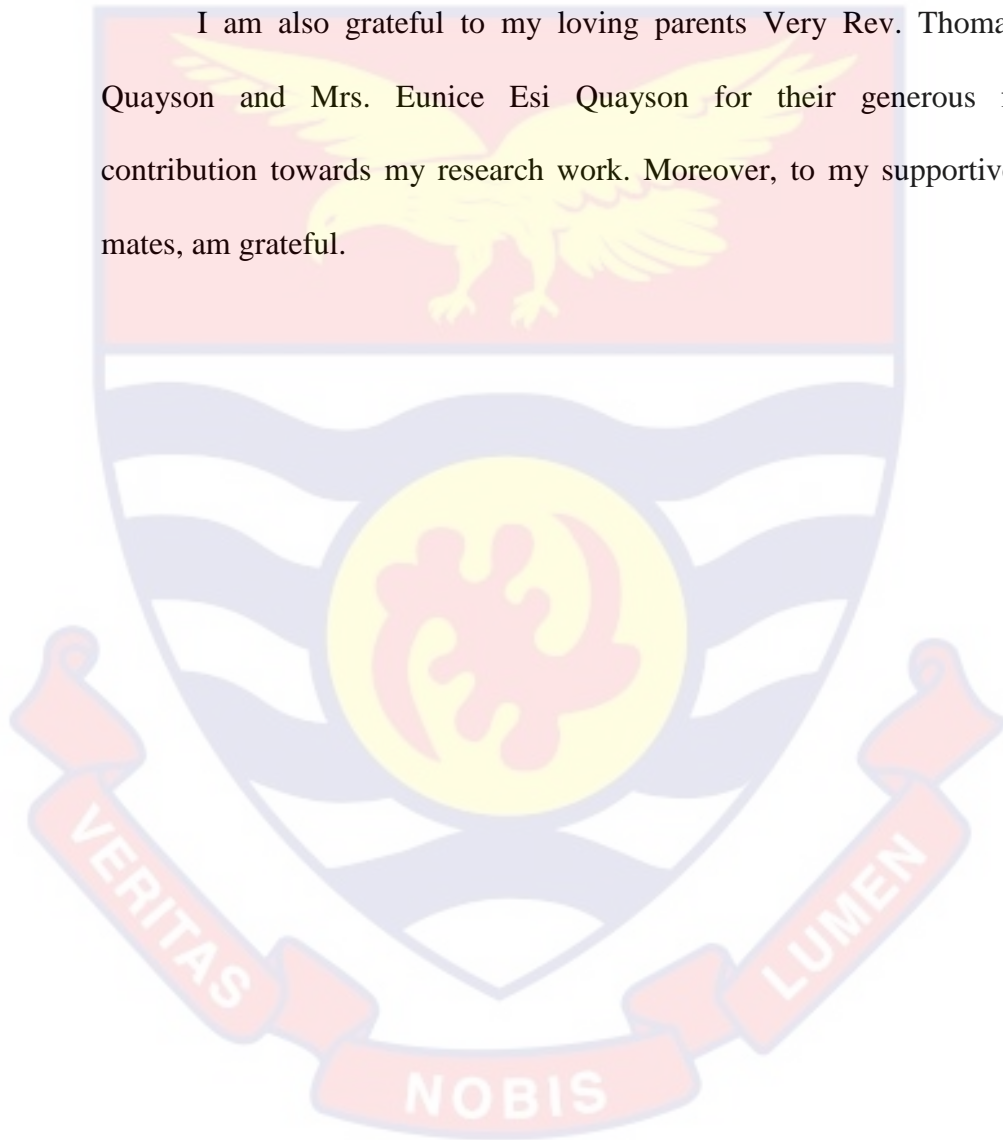 I am also grateful to my loving parents Very Rev. Thoma
Quayson and Mrs. Eunice Esi Quayson for their generous
contribution towards my research work. Moreover, to my supportive
mates, am grateful.
VERITAS
NOBIS
LUMEN